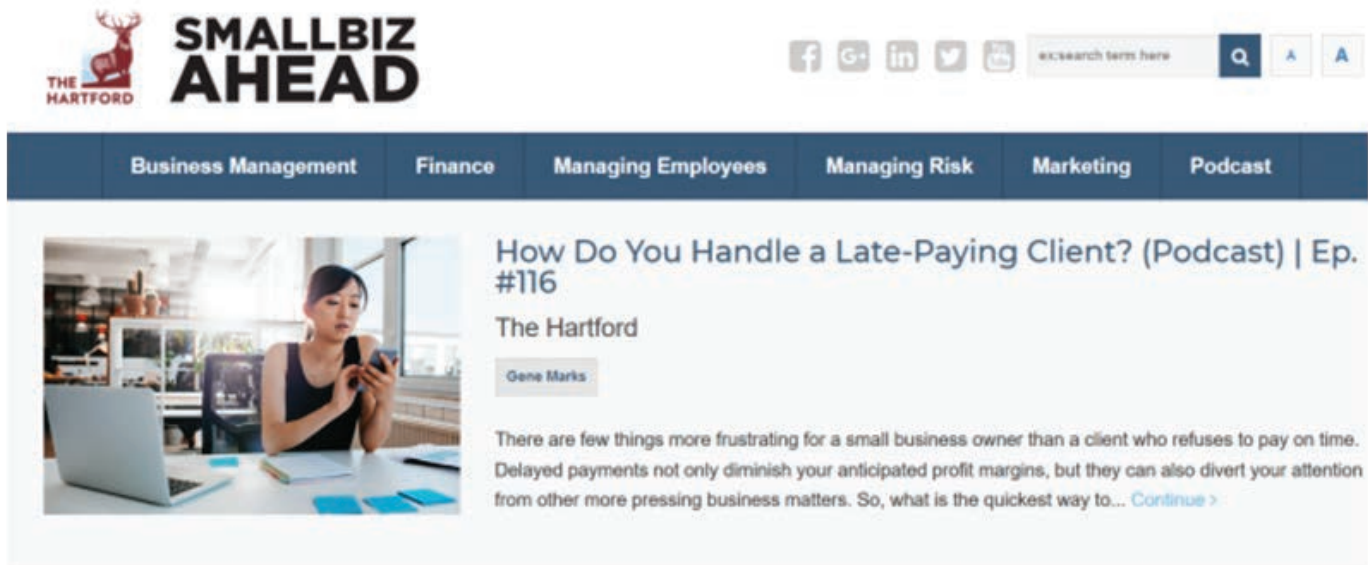 THE
HARTFORD
SMALLBIZ
AHEAD
ex:search term here
A
A
Business Management
Finance
Managing Employees
Managing Risk
Marketing
Podcast
How Do You Handle a Late-Paying Client? (Podcast) | Ep.
#116
The Hartford
Gene Marks
There are few things more frustrating for a small business owner than a client who refuses to pay on time.
Delayed payments not only diminish your anticipated profit margins, but they can also divert your attention
from other more pressing business matters. So, what is the quickest way to... Continue >